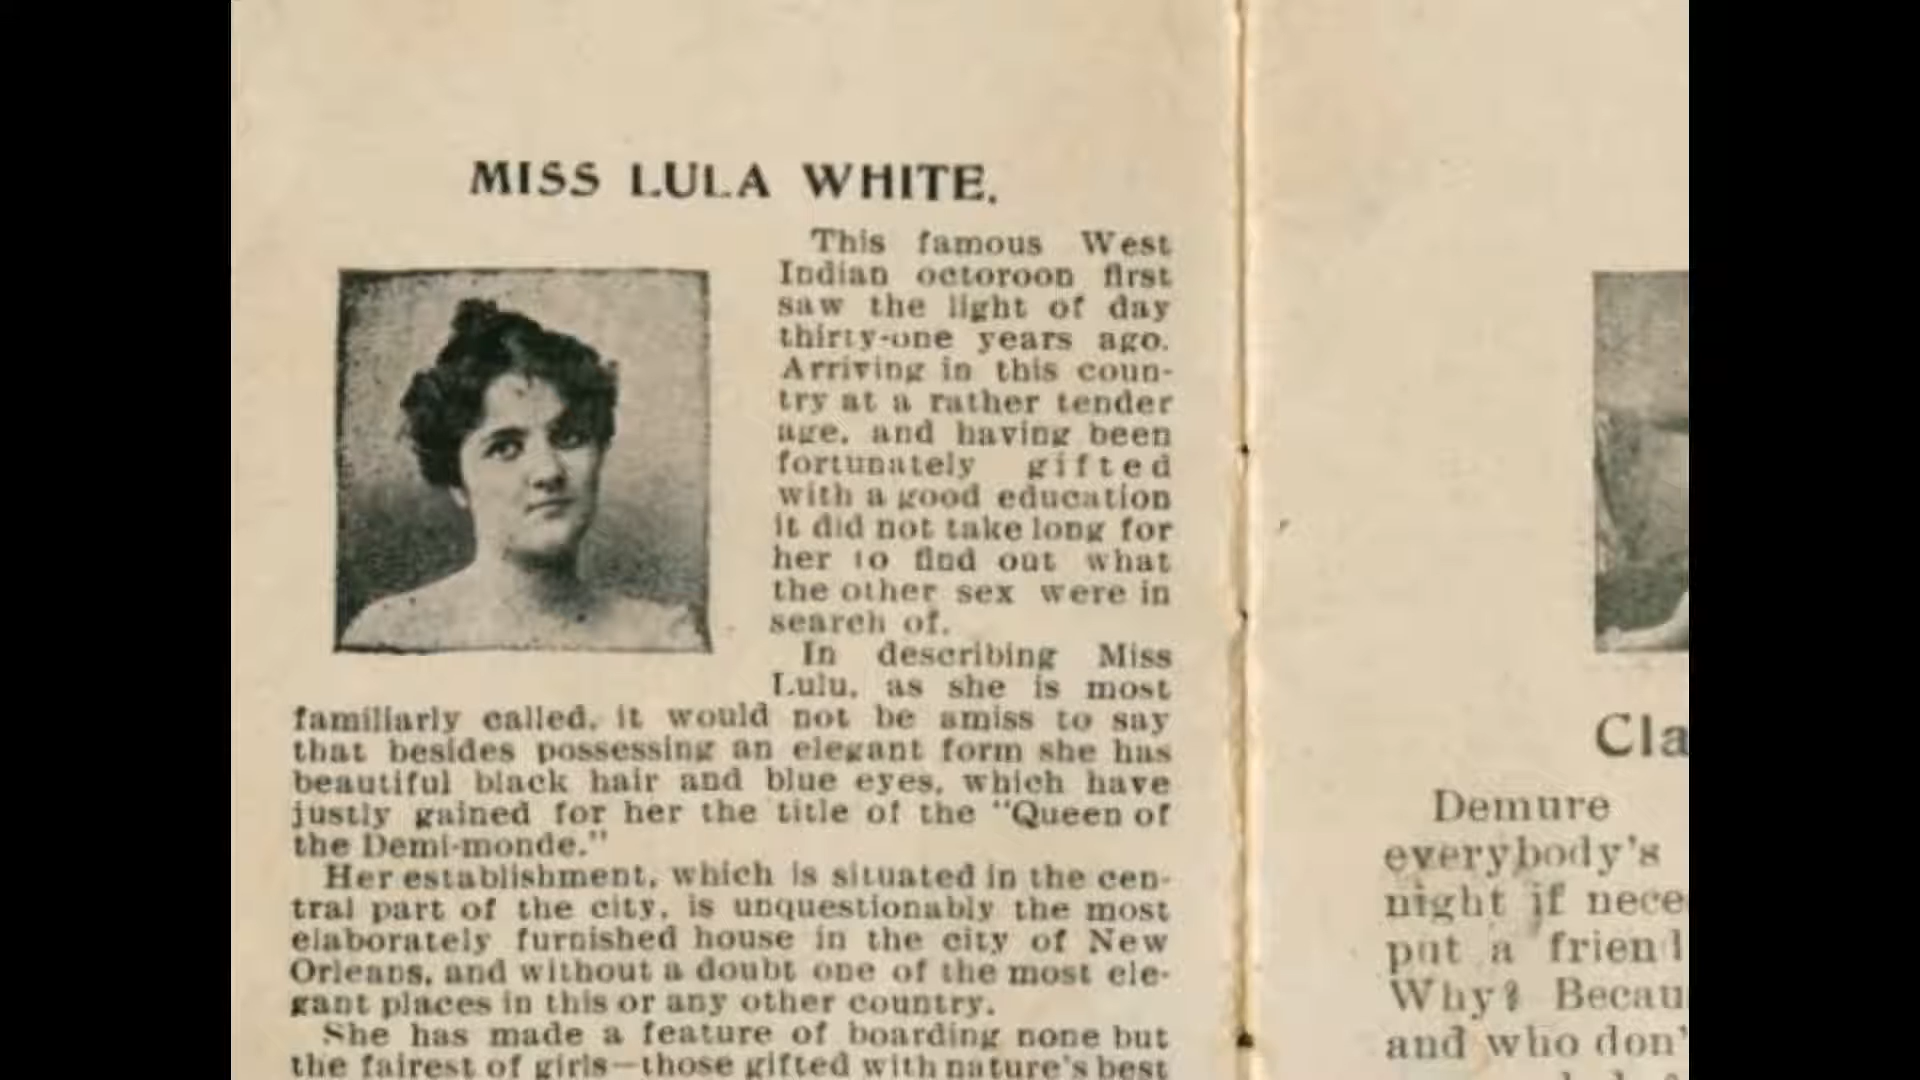 MISS LULA WHITE.
This famous West
Indian octoroon first
saw the light of day
thirty-one years ago.
Arriving in this coun-
try at a rather tender
age, and having been
fortunately gifted
with a good education
it did not take long for
her to find out what
the other sex were in
search of.
In describing Miss
Lulu, as she is most
familiarly called, it would not be amiss to say
that besides possessing an elegant form she has
beautiful black hair and blue eyes, which have
justly gained for her the title of the "Queen of
the Demi-monde."
Her establishment, which is situated in the cen-
tral part of the city, is unquestionably the most
elaborately furnished house in the city of New
Orleans, and without a doubt one of the most ele-
gant places in this or any other country.
She has made a feature of boarding none but
the fairest of girls—those gifted with nature's best
Cla
Demure
everybody's
night if nece
put a friend
Why? Becau
and who don'